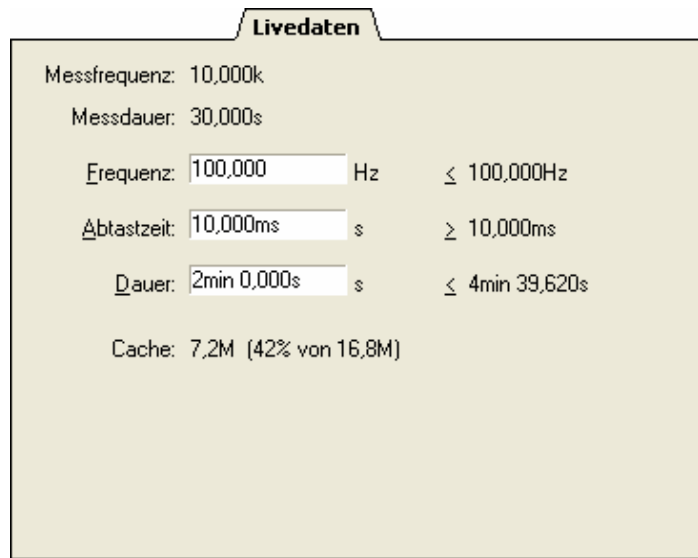 Livedaten
Messfrequenz: 10,000k
Messdauer: 30,000s
Frequenz: 100,000 Hz ≤ 100,000Hz
Abtastzeit: 10,000ms s ≥ 10,000ms
Dauer: 2min 0,000s s ≤ 4min 39,620s
Cache: 7,2M (42% von 16,8M)